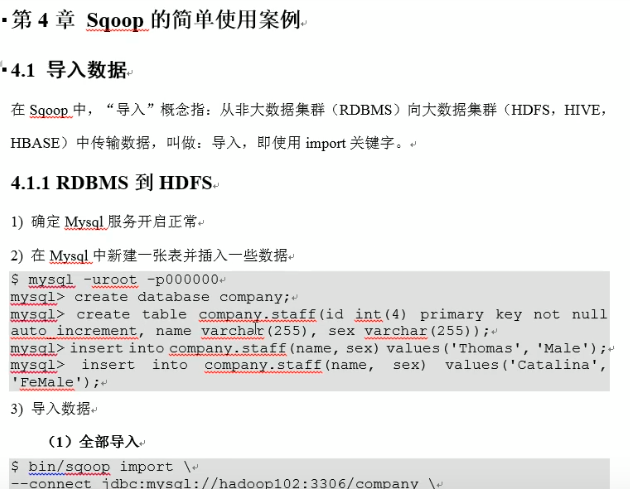 第 4 章 Sqoop 的简单使用案例
4.1 导入数据
在 Sqoop 中，“导入”概念指：从非大数据集群（RDBMS）向大数据集群（HDFS，HIVE，
HBASE）中传输数据，叫做：导入，即使用 import 关键字。
4.1.1 RDBMS 到 HDFS
1) 确定 Mysql 服务开启正常
2) 在 Mysql 中新建一张表并插入一些数据
$ mysql -uroot -p000000
mysql> create database company;
mysql> create table company.staff(id int(4) primary key not null
auto_increment, name varchar(255), sex varchar(255));
mysql> insert into company.staff(name, sex) values('Thomas', 'Male');
mysql> insert into company.staff(name, sex) values('Catalina',
'FeMale');
3) 导入数据
（1）全部导入
$ bin/sqoop import \
--connect jdbc:mysql://hadoop102:3306/company \